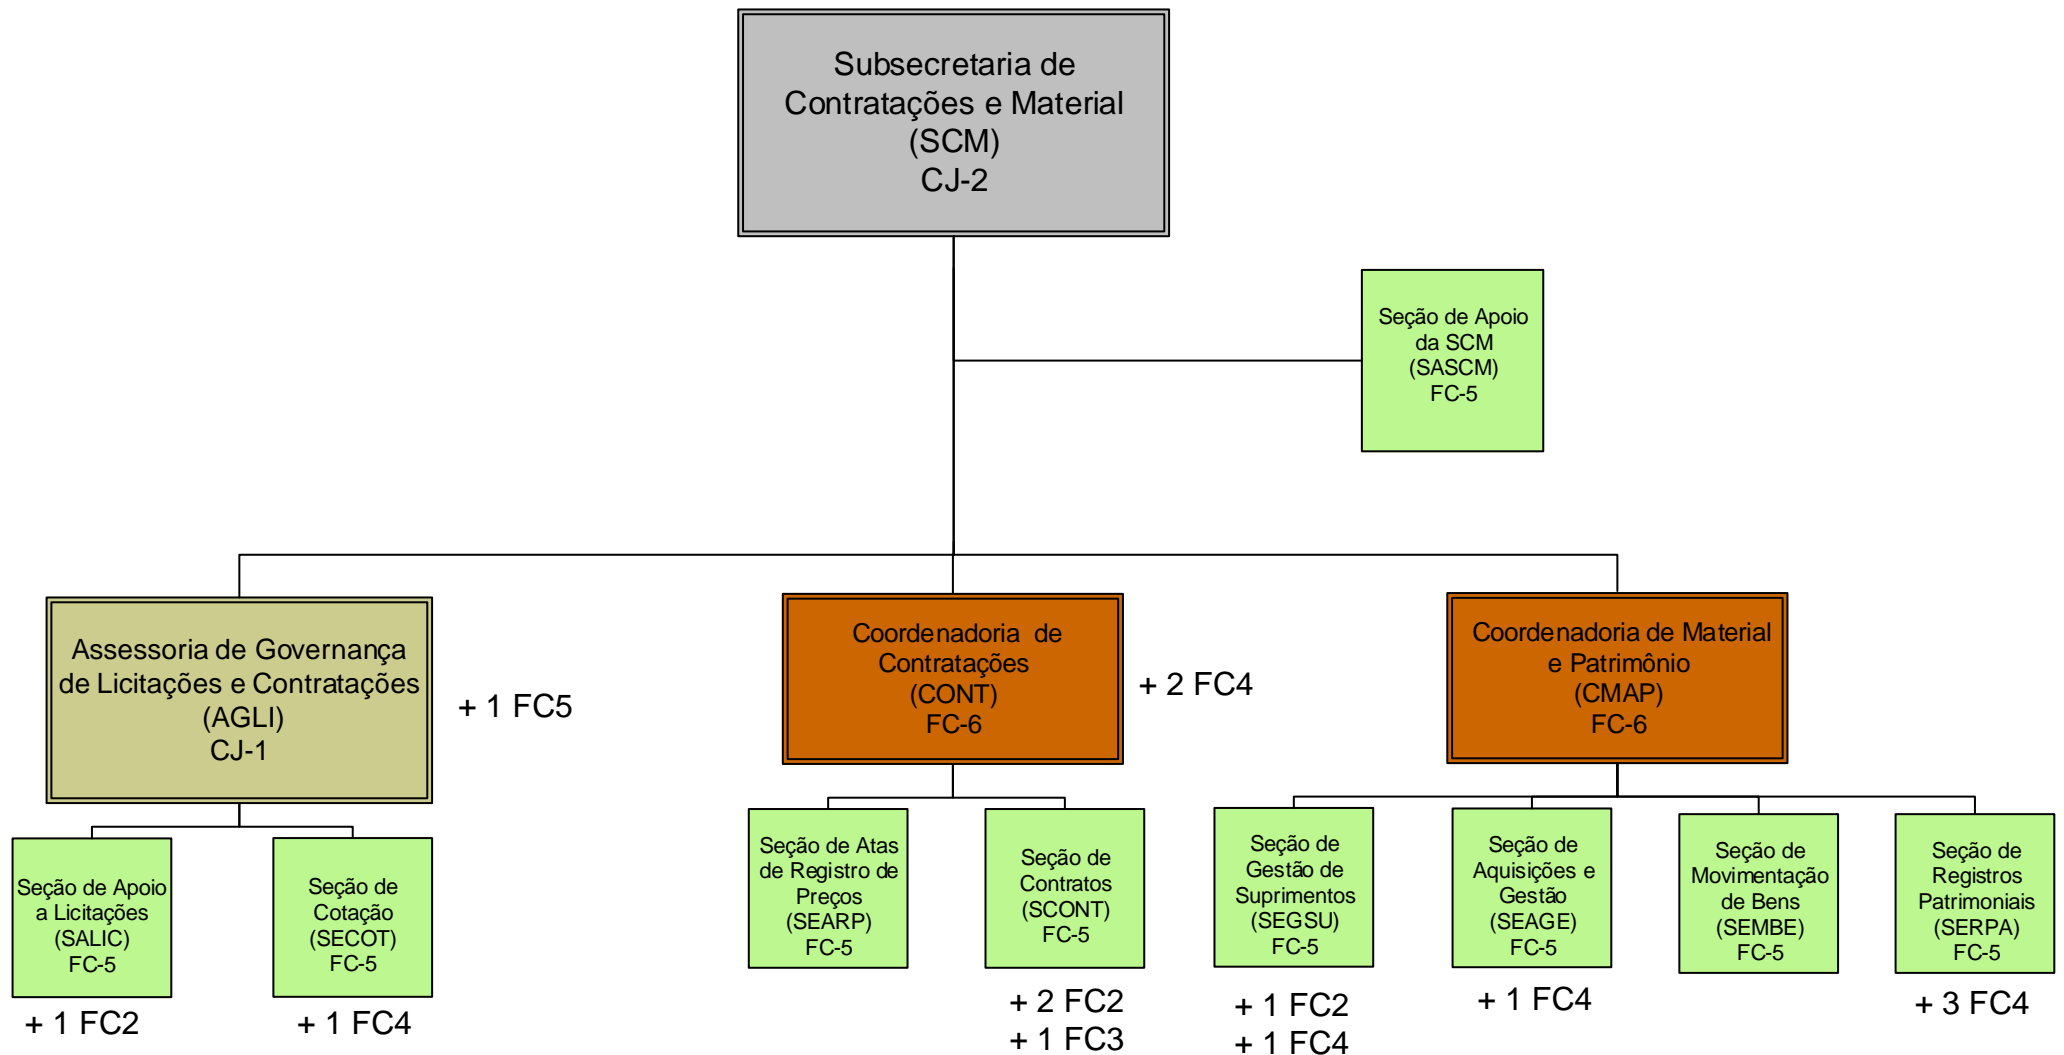 Subsecretaria de
Contratações e Material
(SCM)
CJ-2
Seção de Apoio
da SCM
(SASCM)
FC-5
Assessoria de Governança
de Licitações e Contratações
(AGLI)
CJ-1
+ 1 FC5
Coordenadoria de
Contratações
(CONT)
FC-6
+ 2 FC4
Coordenadoria de Material
e Patrimônio
(CMAP)
FC-6
Seção de Apoio
a Licitações
(SALIC)
FC-5
+ 1 FC2
Seção de
Cotação
(SECOT)
FC-5
+ 1 FC4
Seção de Atas
de Registro de
Preços
(SEARP)
FC-5
Seção de
Contratos
(SCONT)
FC-5
+ 2 FC2
+ 1 FC3
Seção de
Gestão de
Suprimentos
(SEGSU)
FC-5
+ 1 FC2
+ 1 FC4
Seção de
Aquisições e
Gestão
(SEAGE)
FC-5
+ 1 FC4
Seção de
Movimentação
de Bens
(SEMBE)
FC-5
Seção de
Registros
Patrimoniais
(SERPA)
FC-5
+ 3 FC4